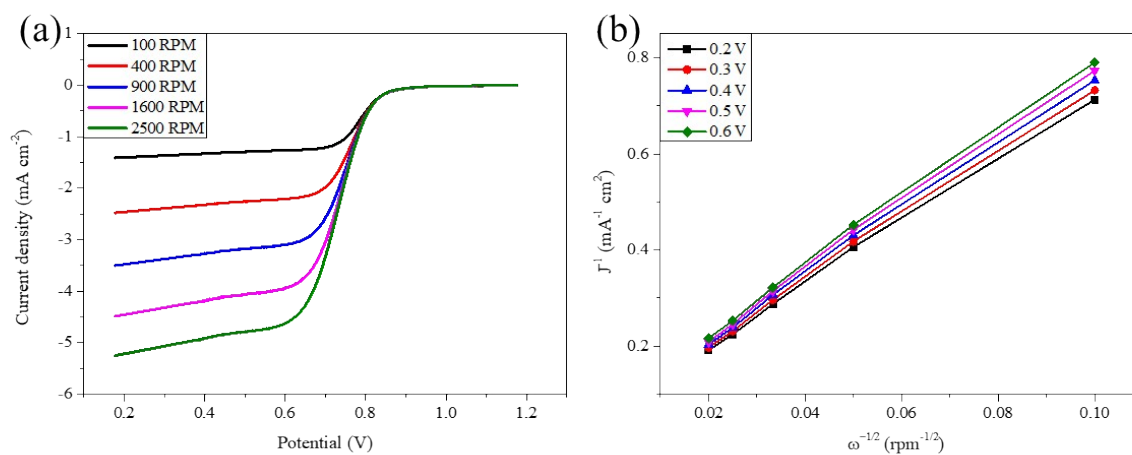 (a)
100 RPM
400 RPM
900 RPM
1600 RPM
2500 RPM
1
0
-1
-2
-3
-4
-5
-6
Current density (mA cm⁻²)
0.2 0.4 0.6 0.8 1.0 1.2
Potential (V)
(b)
0.2 V
0.3 V
0.4 V
0.5 V
0.6 V
0.8
0.6
0.4
0.2
J⁻¹ (mA⁻¹ cm²)
0.02 0.04 0.06 0.08 0.10
ω⁻¹/² (rpm⁻¹/²)